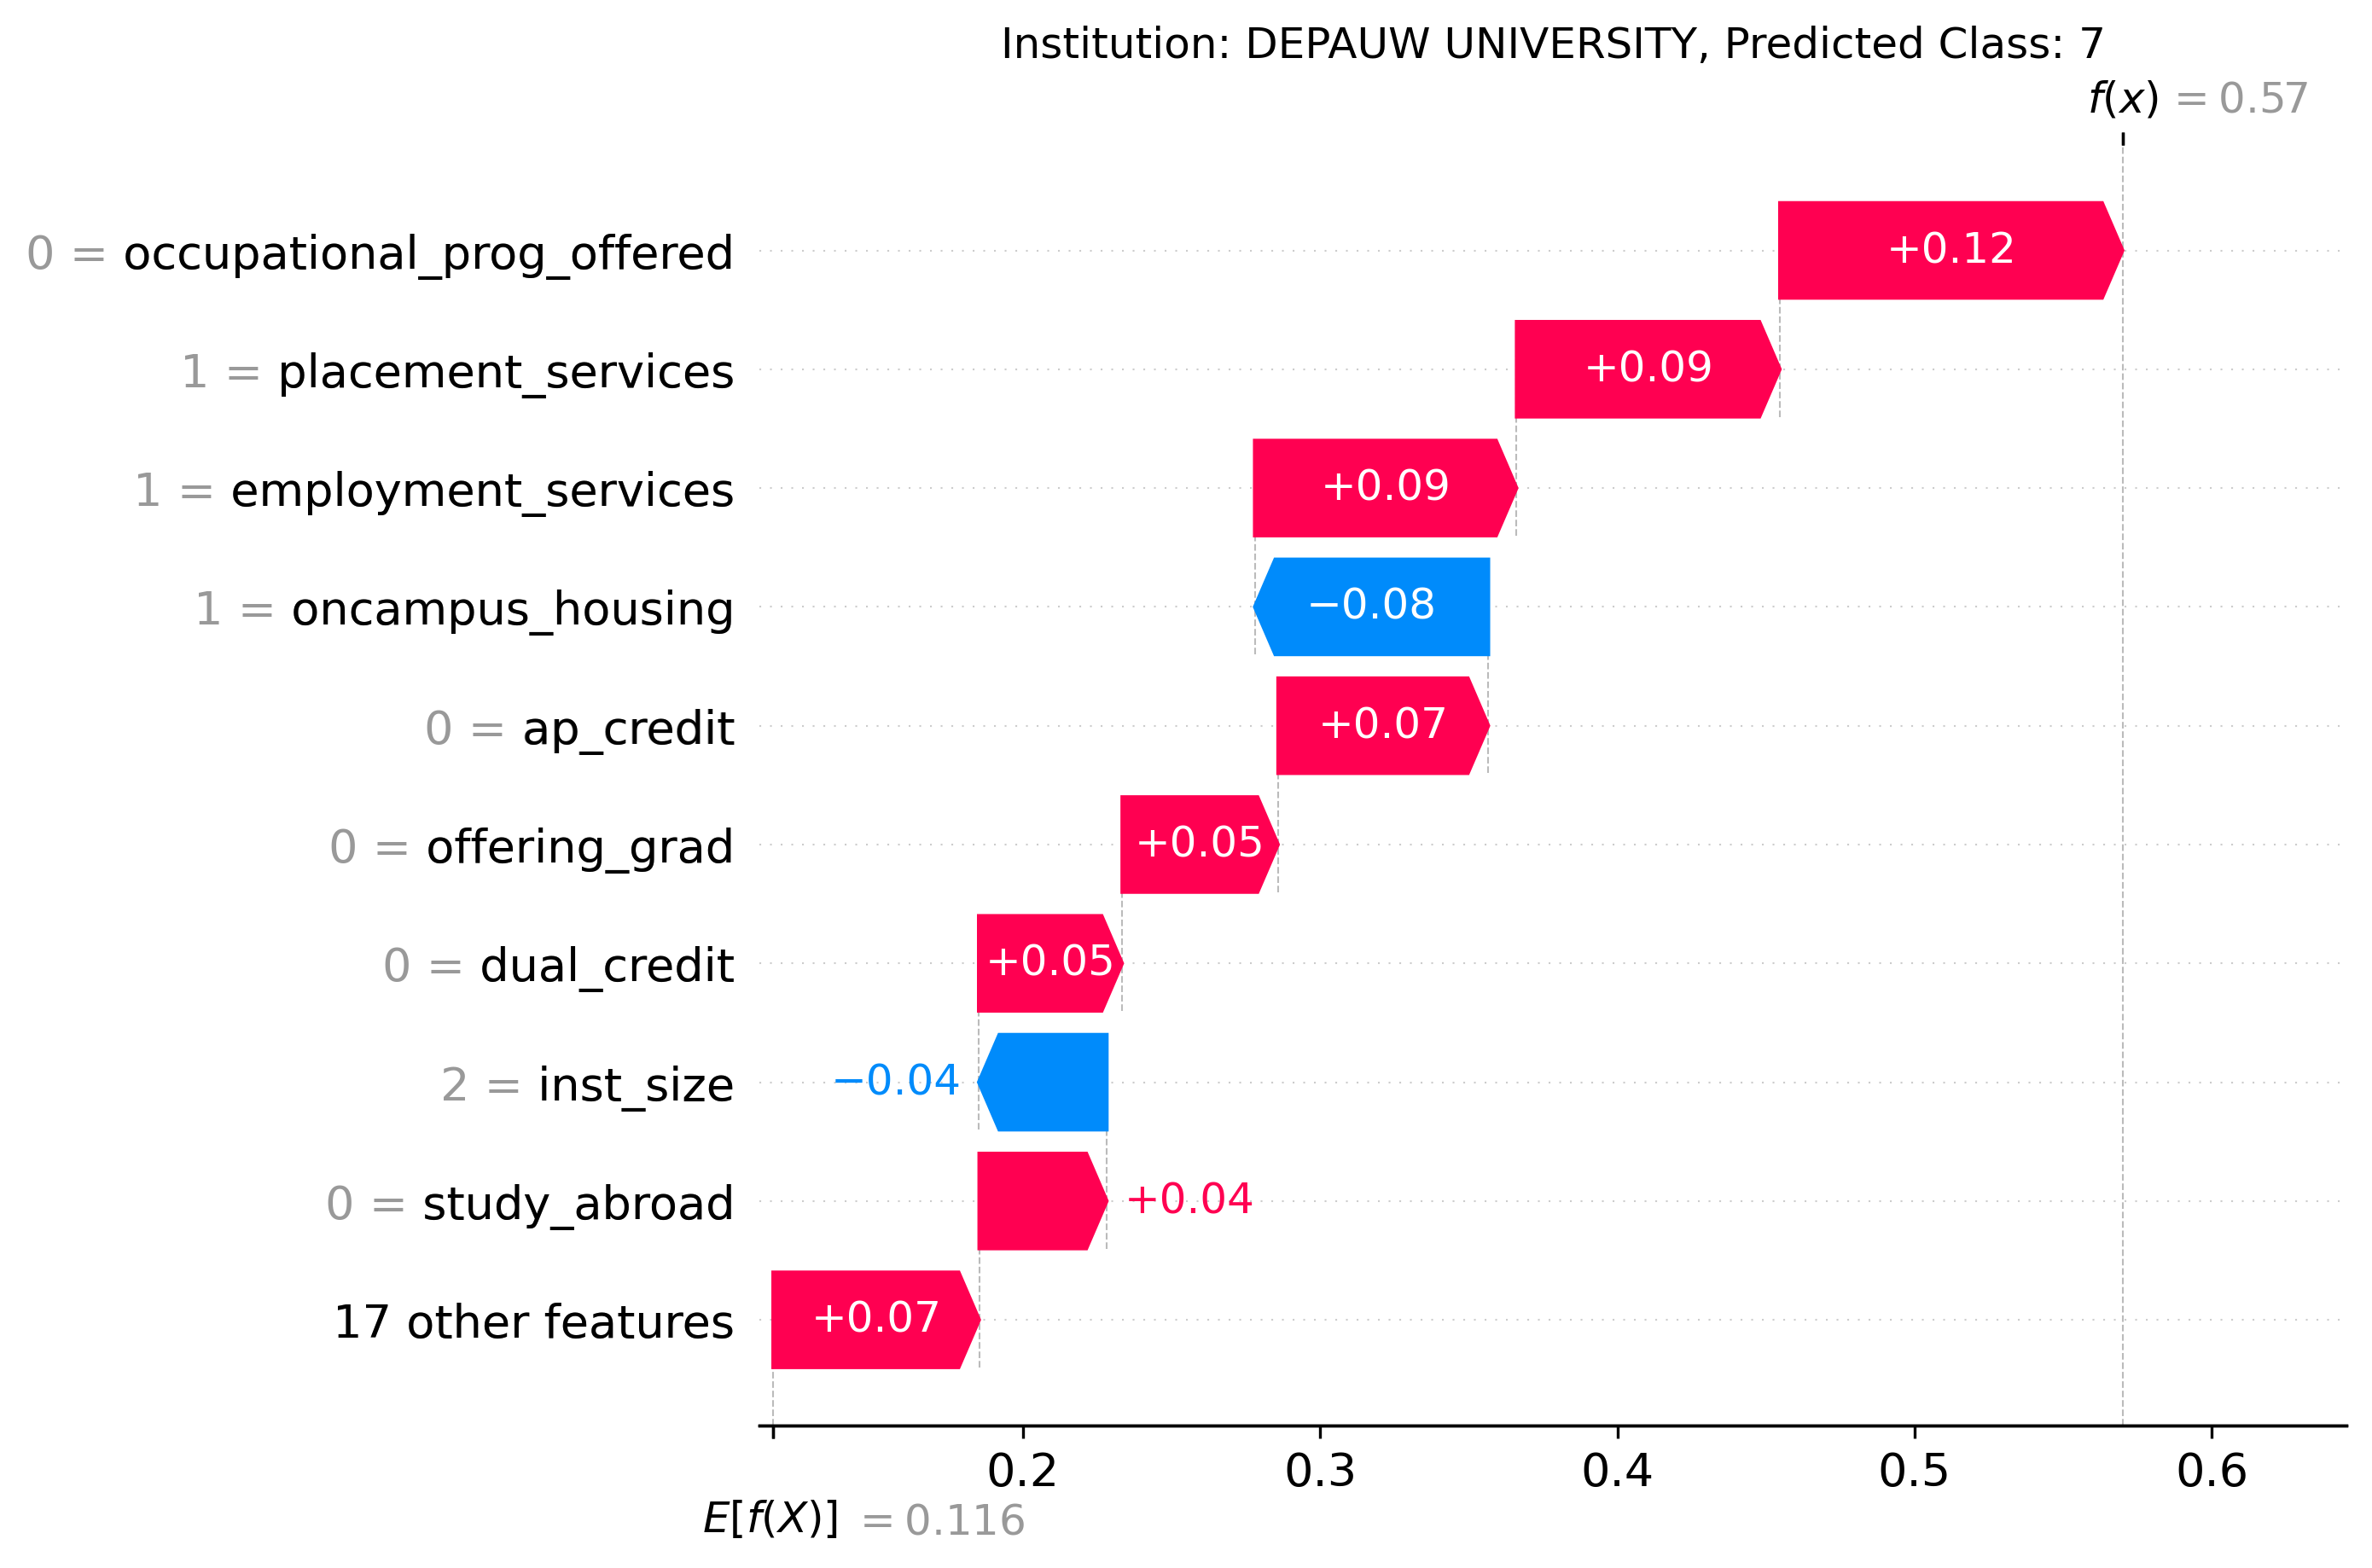 Institution: DEPAUW UNIVERSITY, Predicted Class: 7
f(x) = 0.57
0 = occupational_prog_offered +0.12
1 = placement_services +0.09
1 = employment_services +0.09
1 = oncampus_housing −0.08
0 = ap_credit +0.07
0 = offering_grad +0.05
0 = dual_credit +0.05
2 = inst_size −0.04
0 = study_abroad +0.04
17 other features +0.07
0.2 0.3 0.4 0.5 0.6
E[f(X)] = 0.116